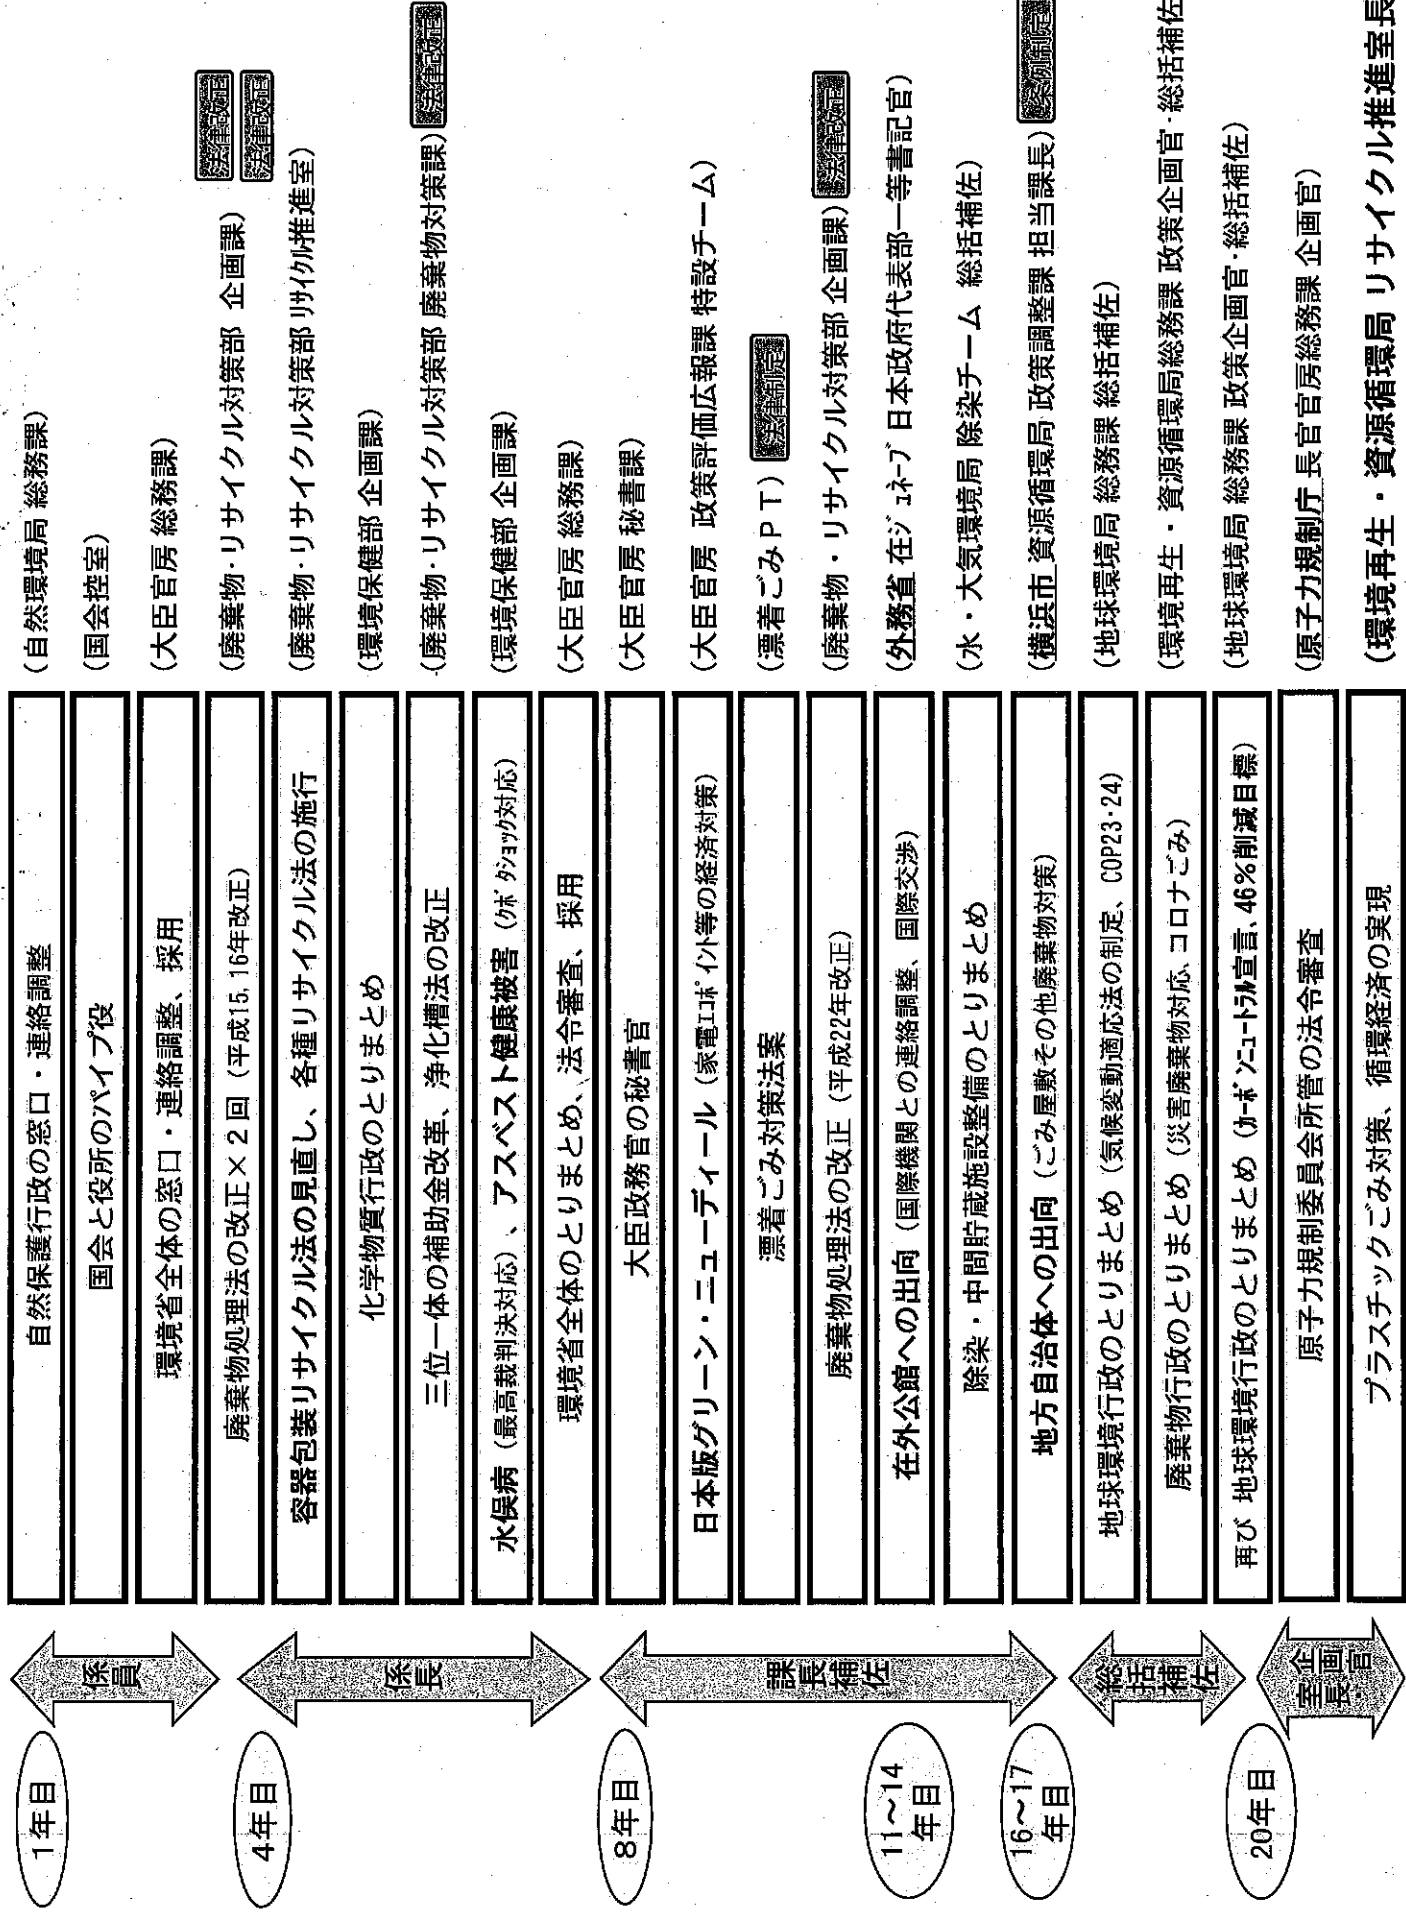 1年目
係員
自然保護行政の窓口・連絡調整
(自然環境局 総務課)
国会と役所のパイプ役
(国会控室)
環境省全体の窓口・連絡調整、採用
(大臣官房 総務課)
4年目
係長
廃棄物処理法の改正×2回 (平成15,16年改正)
(廃棄物・リサイクル対策部 企画課)
法律改正
法律改正
容器包装リサイクル法の見直し、各種リサイクル法の施行
(廃棄物・リサイクル対策部 リサイクル推進室)
化学物質行政のとりまとめ
(環境保健部 企画課)
三位一体の補助金改革、浄化槽法の改正
(廃棄物・リサイクル対策部 廃棄物対策課)
法律改正
水俣病 (最高裁判決対応)、アスベスト健康被害 (クボタショック対応)
(環境保健部 企画課)
環境省全体のとりまとめ、法令審査、採用
(大臣官房 総務課)
8年目
課長補佐
大臣政務官の秘書官
(大臣官房 秘書課)
日本版グリーン・ニューディール (家電エコポイント等の経済対策)
(大臣官房 政策評価広報課 特設チーム)
漂着ごみ対策法案
(漂着ごみPT)
法律制定
廃棄物処理法の改正 (平成22年改正)
(廃棄物・リサイクル対策部 企画課)
法律改正
11〜14年目
在外公館への出向 (国際機関との連絡調整、国際交渉)
(外務省 在ジュネーブ 日本政府代表部一等書記官)
除染・中間貯蔵施設整備のとりまとめ
(水・大気環境局 除染チーム 総括補佐)
16〜17年目
地方自治体への出向 (ごみ屋敷その他廃棄物対策)
(横浜市 資源循環局 政策調整課 担当課長)
条例制定
総括補佐
地球環境行政のとりまとめ (気候変動適応法の制定、COP23・24)
(地球環境局 総務課 総括補佐)
廃棄物行政のとりまとめ (災害廃棄物対応、コロナごみ)
(環境再生・資源循環局総務課 政策企画官・総括補佐
再び 地球環境行政のとりまとめ (カーボンニュートラル宣言、46%削減目標)
(地球環境局 総務課 政策企画官・総括補佐)
20年目
室長・企画官
原子力規制委員会所管の法令審査
(原子力規制庁 長官官房総務課 企画官)
プラスチックごみ対策、循環経済の実現
(環境再生・資源循環局 リサイクル推進室長